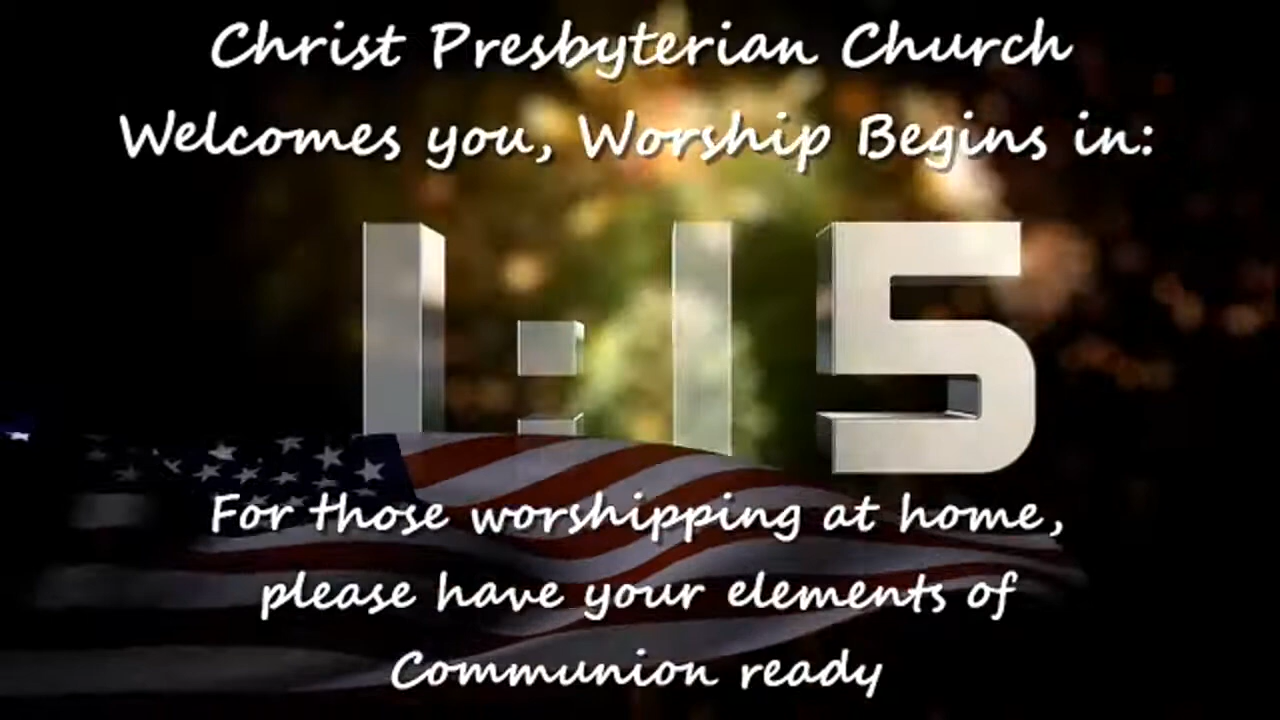 Christ Presbyterian Church
Welcomes you, Worship Begins in:
1:15
For those worshipping at home,
please have your elements of
Communion ready